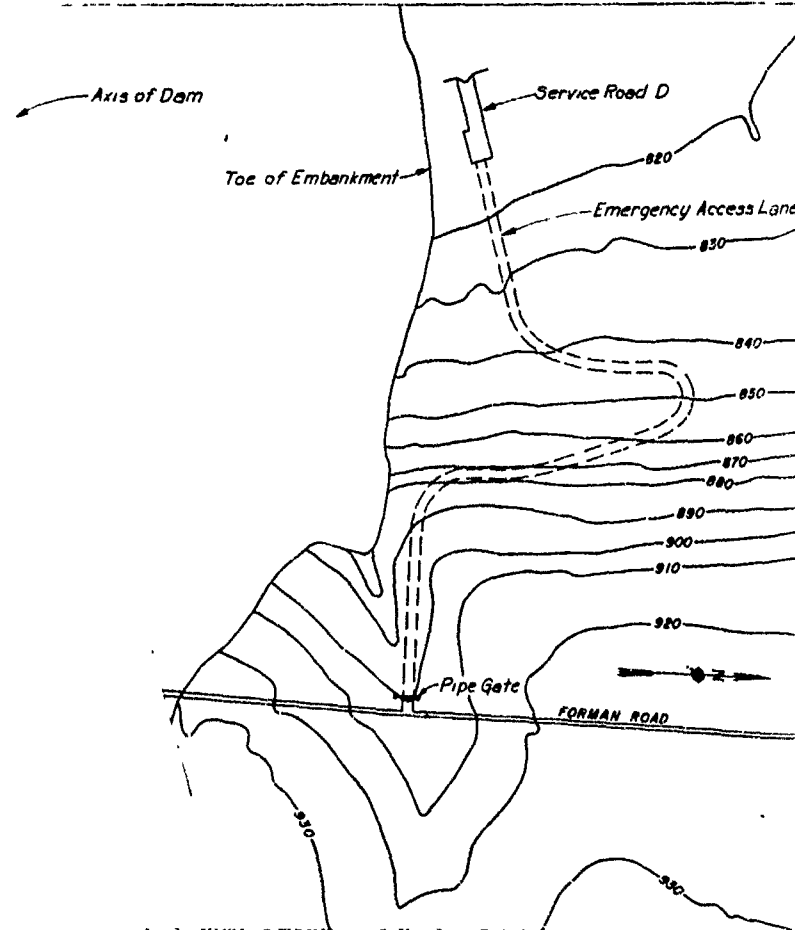 Axis of Dam
Service Road D
Toe of Embankment
820
Emergency Access Lane
830
840
850
860
870
880
890
900
910
920
N
Pipe Gate
FORMAN ROAD
930
930